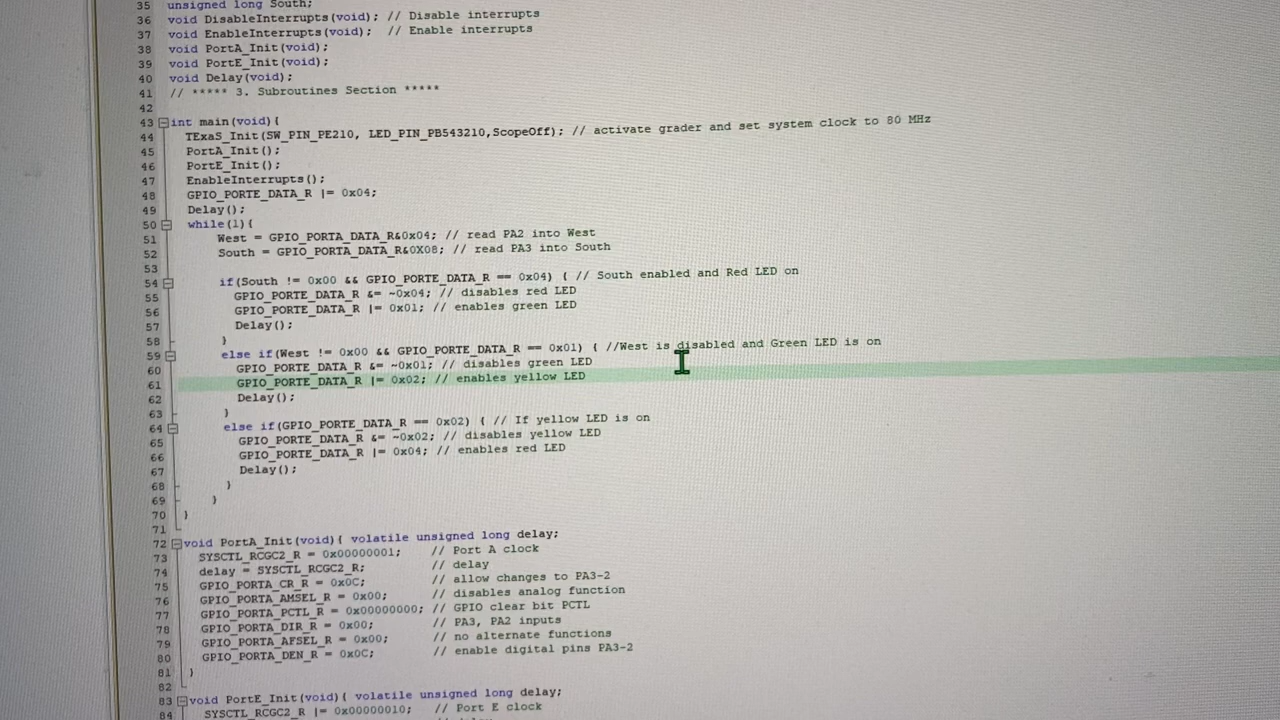 35 unsigned long South;
36 void DisableInterrupts(void); // Disable interrupts
37 void EnableInterrupts(void);  // Enable interrupts
38 void PortA_Init(void);
39 void PortE_Init(void);
40 void Delay(void);
41 // ***** 3. Subroutines Section *****
42
43 int main(void){
44 TExaS_Init(SW_PIN_PE210, LED_PIN_PB543210,ScopeOff); // activate grader and set system clock to 80 MHz
45 PortA_Init();
46 PortE_Init();
47 EnableInterrupts();
48 GPIO_PORTE_DATA_R |= 0x04;
49 Delay();
50 while(1){
51 West = GPIO_PORTA_DATA_R&0x04; // read PA2 into West
52 South = GPIO_PORTA_DATA_R&0X08; // read PA3 into South
53
54 if(South != 0x00 && GPIO_PORTE_DATA_R == 0x04) { // South enabled and Red LED on
55 GPIO_PORTE_DATA_R &= ~0x04; // disables red LED
56 GPIO_PORTE_DATA_R |= 0x01; // enables green LED
57 Delay();
58 }
59 else if(West != 0x00 && GPIO_PORTE_DATA_R == 0x01) { //West is disabled and Green LED is on
60 GPIO_PORTE_DATA_R &= ~0x01; // disables green LED
61 GPIO_PORTE_DATA_R |= 0x02; // enables yellow LED
62 Delay();
63 }
64 else if(GPIO_PORTE_DATA_R == 0x02) { // If yellow LED is on
65 GPIO_PORTE_DATA_R &= ~0x02; // disables yellow LED
66 GPIO_PORTE_DATA_R |= 0x04; // enables red LED
67 Delay();
68 }
69 }
70 }
71
72 void PortA_Init(void){ volatile unsigned long delay;
73 SYSCTL_RCGC2_R = 0x00000001; // Port A clock
74 delay = SYSCTL_RCGC2_R; // delay
75 GPIO_PORTA_CR_R = 0x0C; // allow changes to PA3-2
76 GPIO_PORTA_AMSEL_R = 0x00; // disables analog function
77 GPIO_PORTA_PCTL_R = 0x00000000; // GPIO clear bit PCTL
78 GPIO_PORTA_DIR_R = 0x00; // PA3, PA2 inputs
79 GPIO_PORTA_AFSEL_R = 0x00; // no alternate functions
80 GPIO_PORTA_DEN_R = 0x0C; // enable digital pins PA3-2
81 }
82
83 void PortE_Init(void){ volatile unsigned long delay;
84 SYSCTL_RCGC2_R |= 0x00000010; // Port E clock